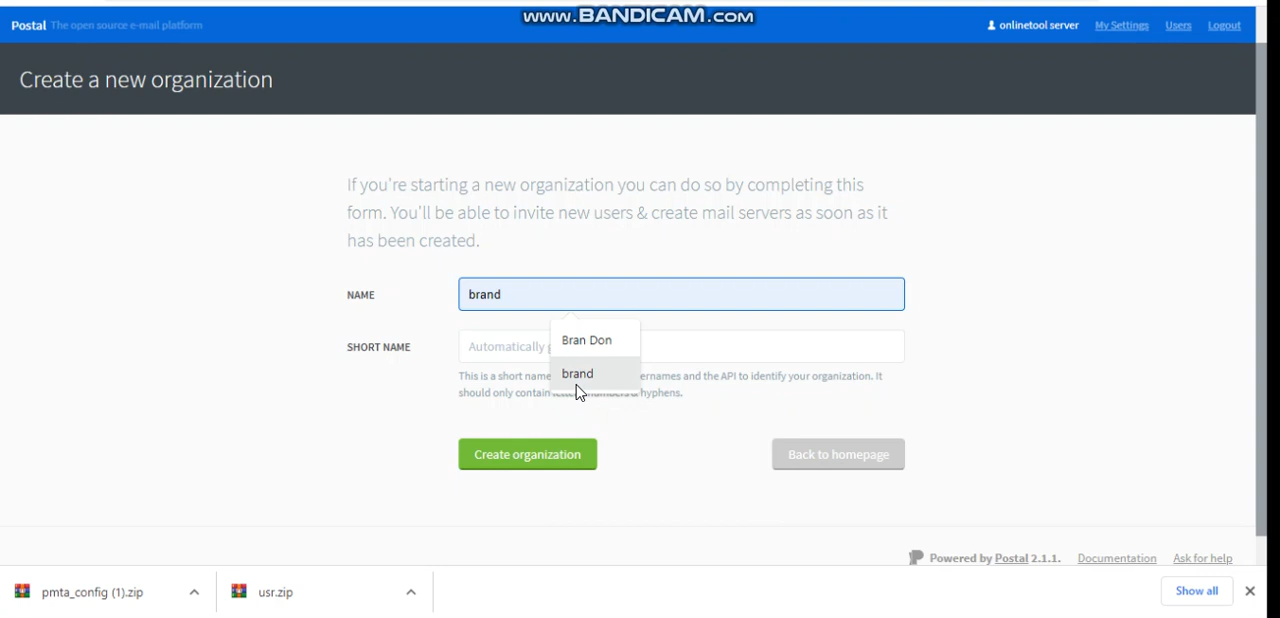 www.BANDICAM.com
Postal The open source e-mail platform
onlinetool server My Settings Users Logout
Create a new organization
If you're starting a new organization you can do so by completing this
form. You'll be able to invite new users & create mail servers as soon as it
has been created.
NAME brand
Bran Don
SHORT NAME Automatically
brand
This is a short name ernames and the API to identify your organization. It
should only contain hyphens.
Create organization Back to homepage
Powered by Postal 2.1.1. Documentation Ask for help
pmta_config (1).zip usr.zip Show all